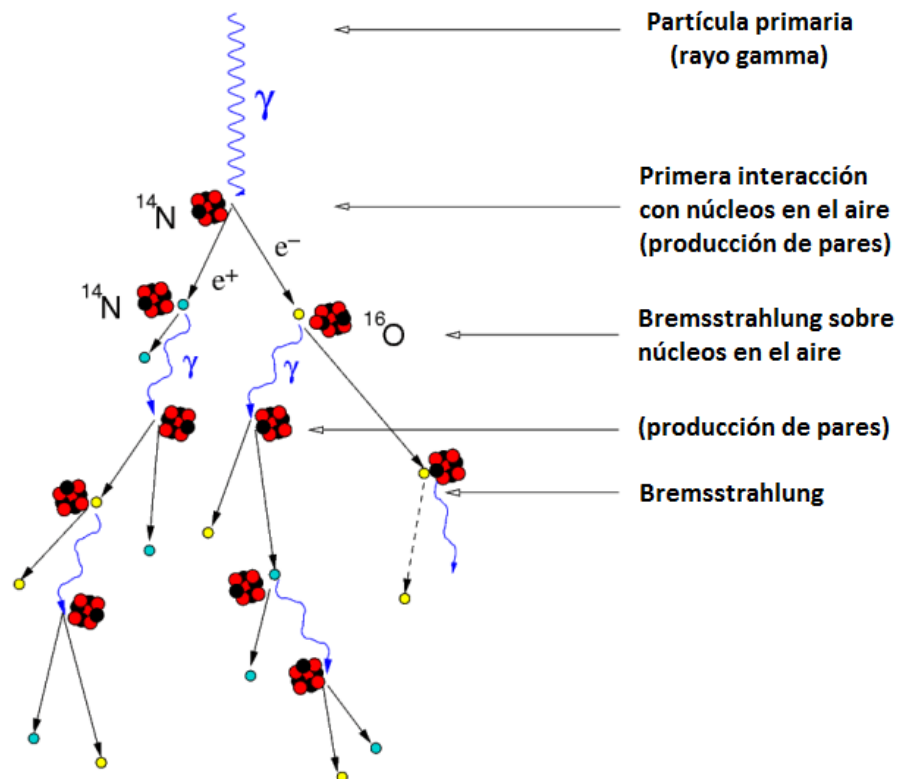 Partícula primaria
(rayo gamma)
γ
Primera interacción
con núcleos en el aire
(producción de pares)
¹⁴N
e⁻
e⁺
¹⁴N
¹⁶O
Bremsstrahlung sobre
núcleos en el aire
γ
γ
(producción de pares)
Bremsstrahlung